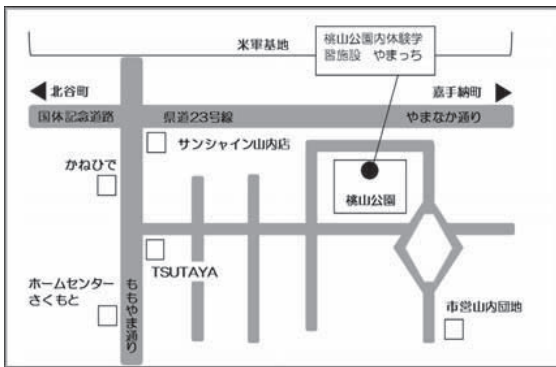 米軍基地
桃山公園内体験学
習施設 やまっち
北谷町
嘉手納町
国体記念道路
県道23号線
やまなか通り
サンシャイン山内店
かねひで
桃山公園
TSUTAYA
ホームセンター
さくもと
ももやま通り
市営山内団地